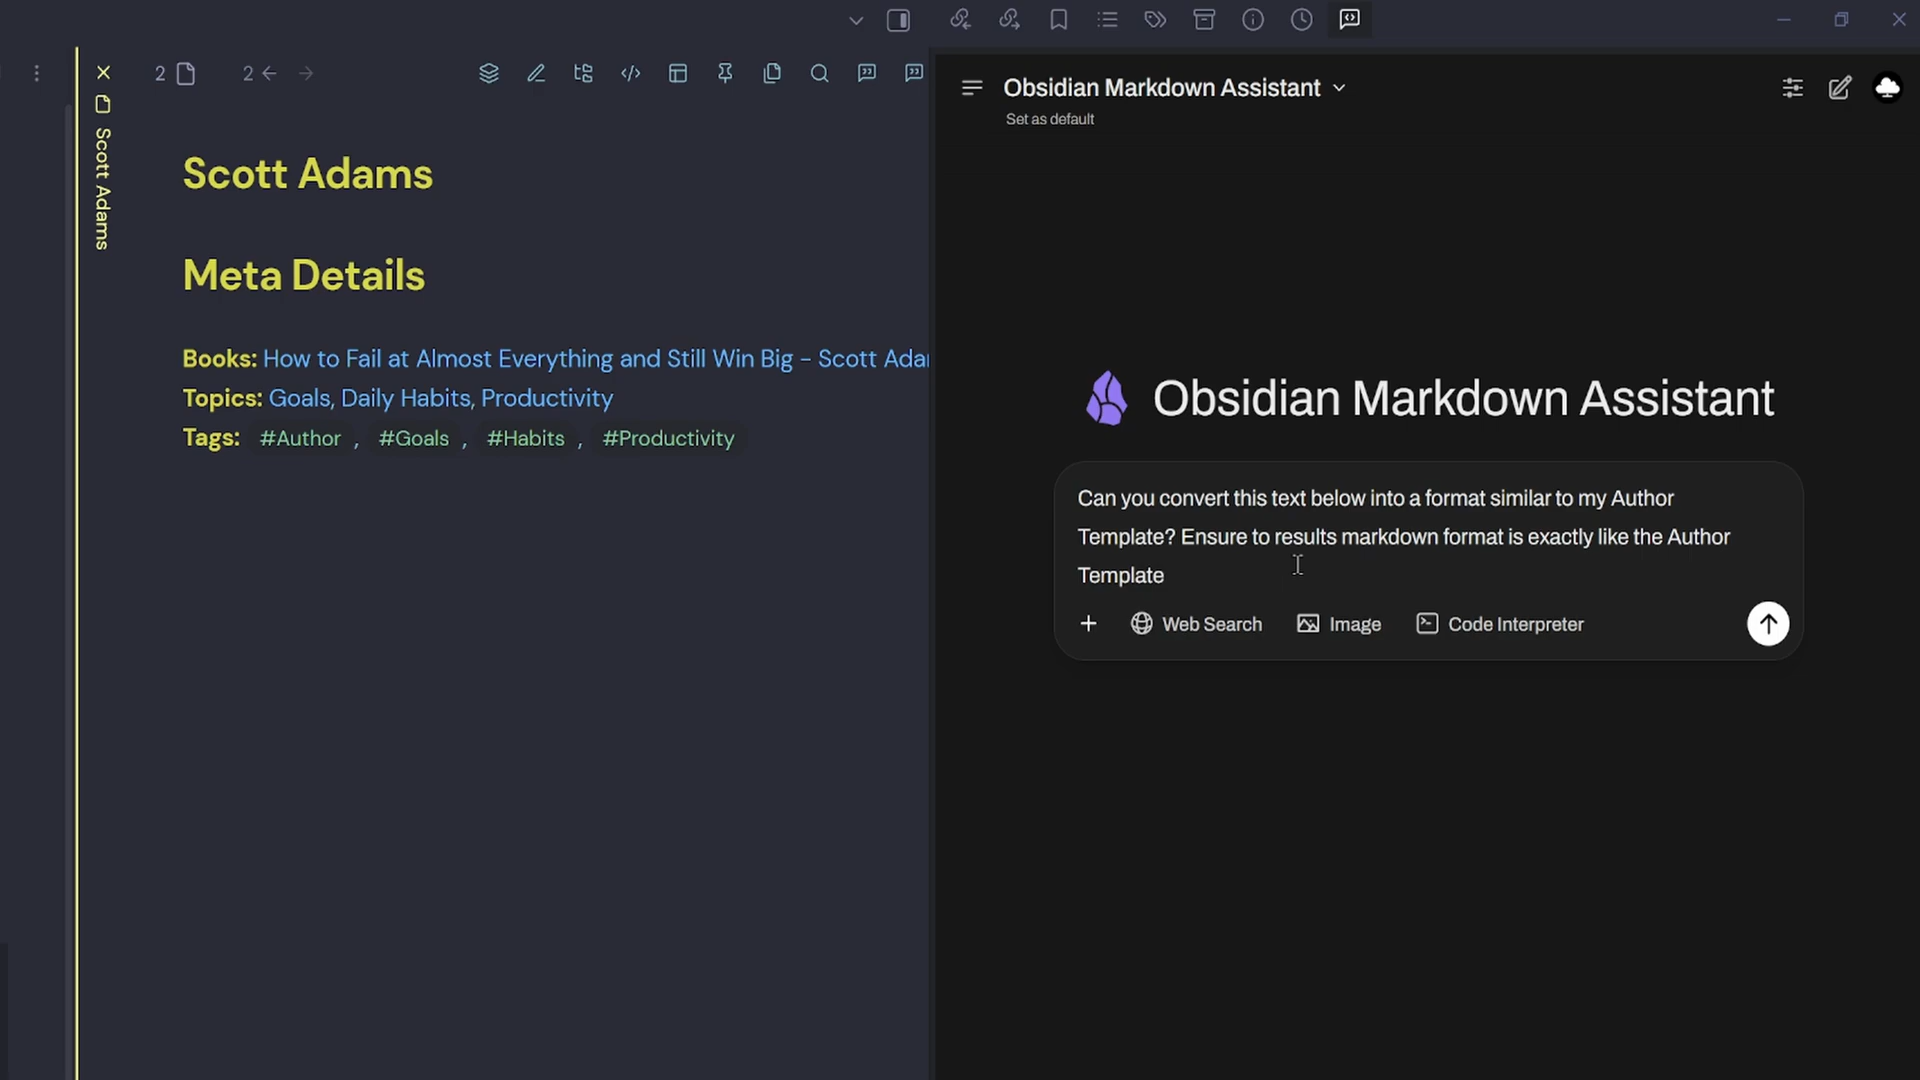 Scott Adams
2
2
Scott Adams
Meta Details
Books: How to Fail at Almost Everything and Still Win Big - Scott Adar
Topics: Goals, Daily Habits, Productivity
Tags: #Author , #Goals , #Habits , #Productivity
Obsidian Markdown Assistant
Set as default
Obsidian Markdown Assistant
Can you convert this text below into a format similar to my Author
Template? Ensure to results markdown format is exactly like the Author
Template
Web Search
Image
Code Interpreter